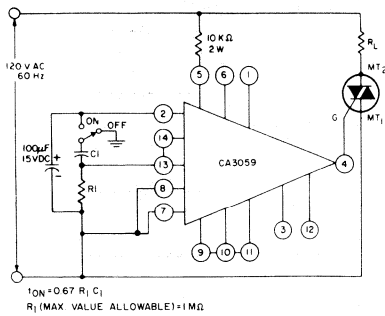 120 V AC
60 Hz
10 KΩ
2 W
R_L
MT₂
MT₁
G
5
6
1
ON
OFF
2
14
13
8
7
100µF
15VDC
+
−
C1
R1
CA3059
4
3
12
9
10
11
t_ON = 0.67 R₁ C₁
R₁ (MAX. VALUE ALLOWABLE) = 1 MΩ